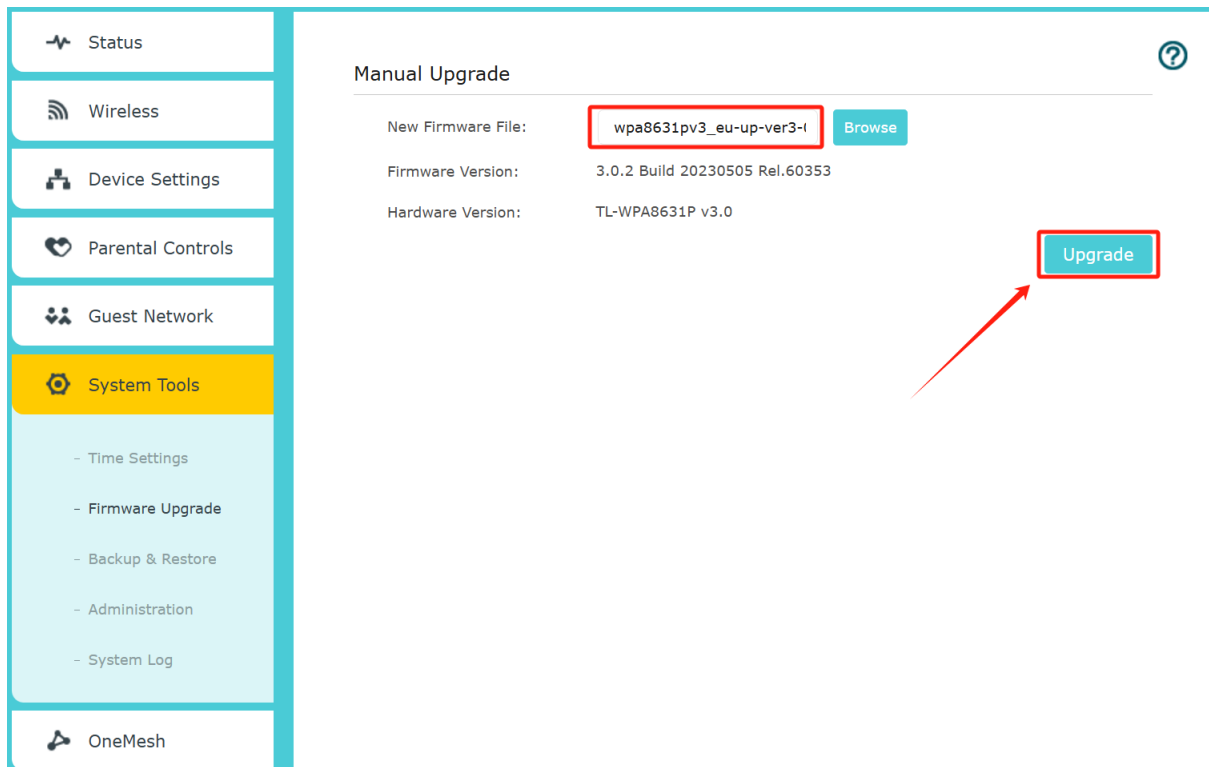 Status
Wireless
Device Settings
Parental Controls
Guest Network
System Tools
- Time Settings
- Firmware Upgrade
- Backup & Restore
- Administration
- System Log
OneMesh
?
Manual Upgrade
New Firmware File: wpa8631pv3_eu-up-ver3- Browse
Firmware Version: 3.0.2 Build 20230505 Rel.60353
Hardware Version: TL-WPA8631P v3.0
Upgrade